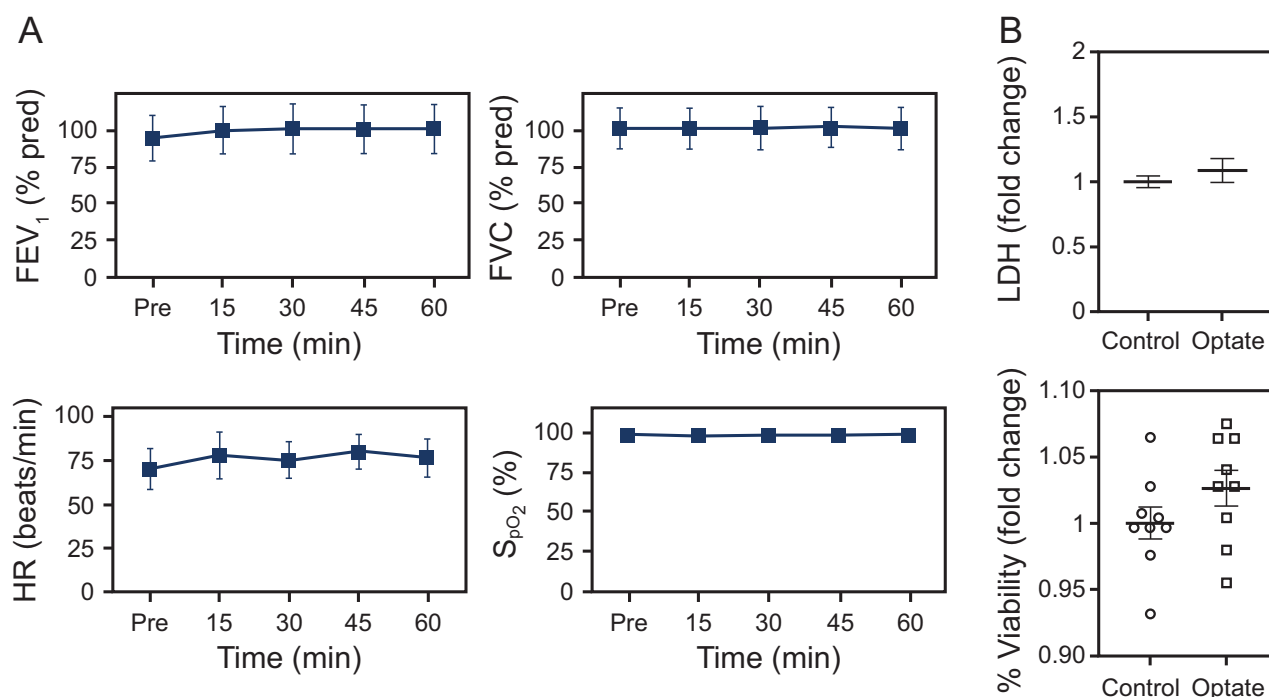 A
FEV1 (% pred)
100
75
50
25
0
Pre 15 30 45 60
Time (min)
FVC (% pred)
100
75
50
25
0
Pre 15 30 45 60
Time (min)
HR (beats/min)
100
75
50
25
0
Pre 15 30 45 60
Time (min)
SpO2 (%)
100
75
50
25
0
Pre 15 30 45 60
Time (min)
B
LDH (fold change)
2
1.5
1
0.5
0
Control Optate
% Viability (fold change)
1.10
1.05
1
0.95
0.90
Control Optate